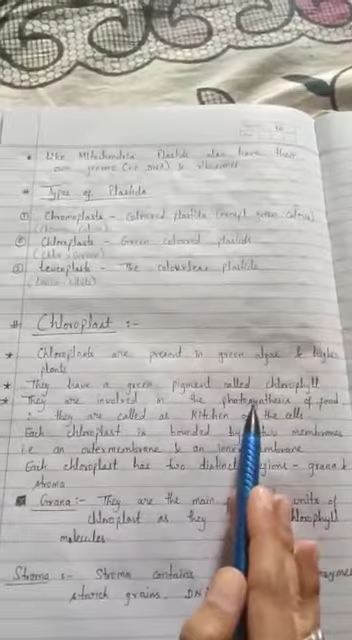 * Like Mitochondria Plastids also have their
own genome (or DNA) & ribosomes
# Types of Plastids
① Chromoplasts - Coloured plastids (except green colour)
② Chloroplasts - Green coloured plastids
③ Leucoplasts - The colourless plastids
# Chloroplast :-
* Chloroplasts are present in green algae & higher
plants
* They have a green pigment called chlorophyll
* They are involved in the photosynthesis of food
∴ they are called as Kitchen of the cells
Each chloroplast is bounded by two membranes
i.e an outermembrane & an inner membrane
Each chloroplast has two distinct regions - grana &
stroma
Grana :- They are the main units of
chloroplast as they chlorophyll
molecules.
Stroma :- Stroma contains
starch grains, DNA